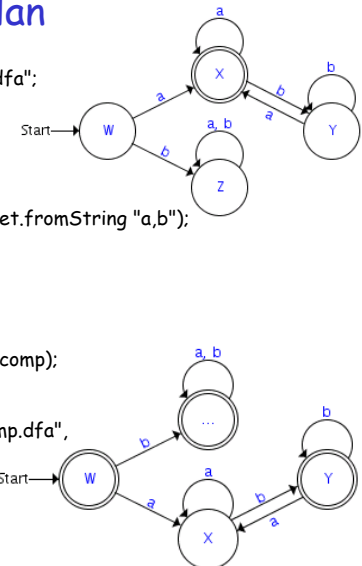 lan
dfa";
a
X
a
b
b
Start
W
a
Y
b
a, b
Z
et.fromString "a,b");
comp);
a, b
mp.dfa",
...
b
b
Start
W
a
Y
a
b
a
X